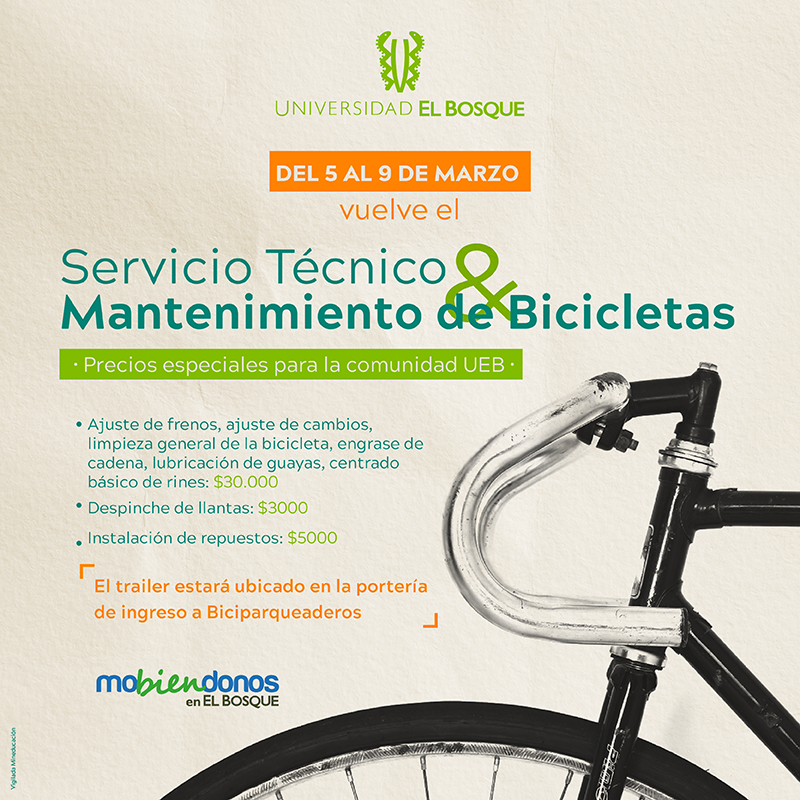 UNIVERSIDAD EL BOSQUE
DEL 5 AL 9 DE MARZO
vuelve el
Servicio Técnico &
Mantenimiento de Bicicletas
· Precios especiales para la comunidad UEB ·
• Ajuste de frenos, ajuste de cambios,
limpieza general de la bicicleta, engrase de
cadena, lubricación de guayas, centrado
básico de rines: $30.000
• Despinche de llantas: $3000
• Instalación de repuestos: $5000
El trailer estará ubicado en la portería
de ingreso a Biciparqueaderos
mobiendonos
en EL BOSQUE
Vigilada Mineducación